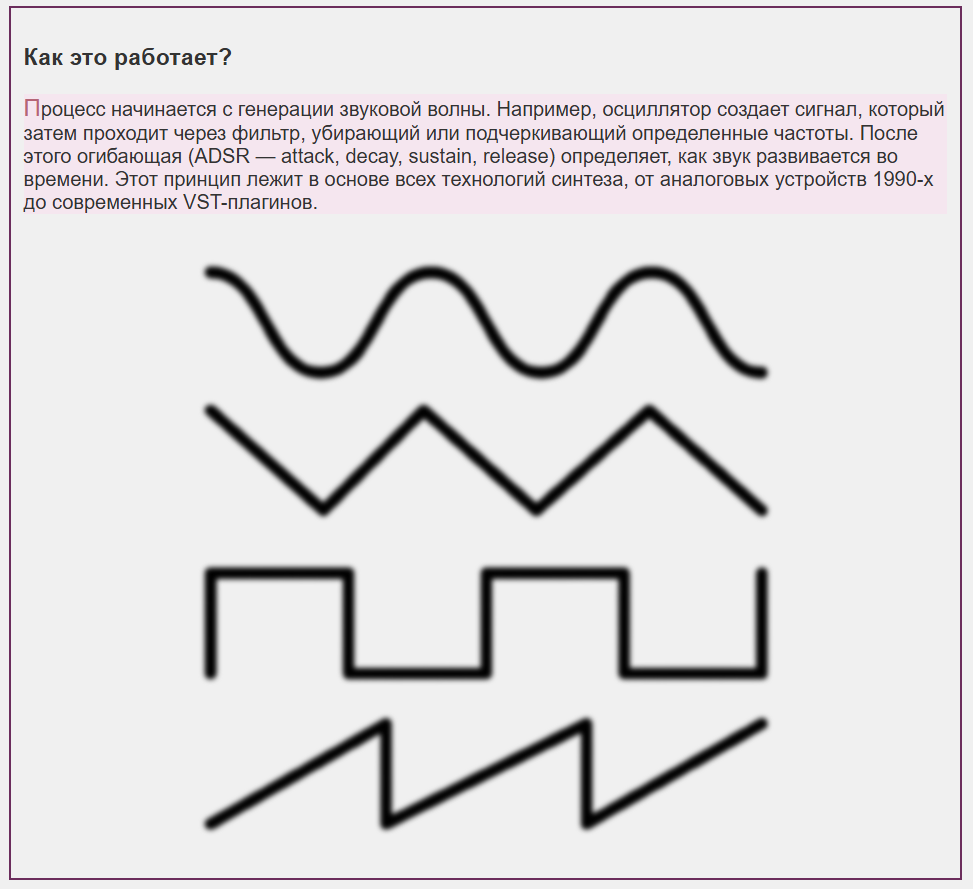 Как это работает?
Процесс начинается с генерации звуковой волны. Например, осциллятор создает сигнал, который
затем проходит через фильтр, убирающий или подчеркивающий определенные частоты. После
этого огибающая (ADSR — attack, decay, sustain, release) определяет, как звук развивается во
времени. Этот принцип лежит в основе всех технологий синтеза, от аналоговых устройств 1990-х
до современных VST-плагинов.